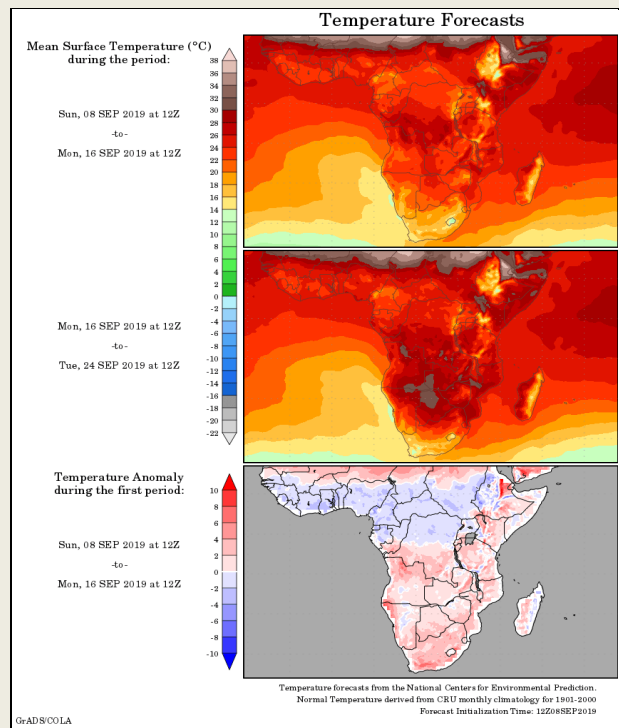 Temperature Forecasts
Mean Surface Temperature (°C)
during the period:
38
36
34
32
30
28
26
24
22
20
18
16
14
12
10
8
6
4
2
0
-2
-4
-6
-8
-10
-12
-14
-16
-17
-18
-20
-22
Sun, 08 SEP 2019 at 12Z
-to-
Mon, 16 SEP 2019 at 12Z
Mon, 16 SEP 2019 at 12Z
-to-
Tue, 24 SEP 2019 at 12Z
Temperature Anomaly
during the first period:
10
8
6
4
2
0
-2
-4
-6
-8
-10
Sun, 08 SEP 2019 at 12Z
-to-
Mon, 16 SEP 2019 at 12Z
Temperature forecasts from the National Centers for Environmental Prediction.
Normal Temperature derived from CRU monthly climatology for 1901-2000
Forecast Initialization Time: 12Z08SEP2019
GrADS/COLA